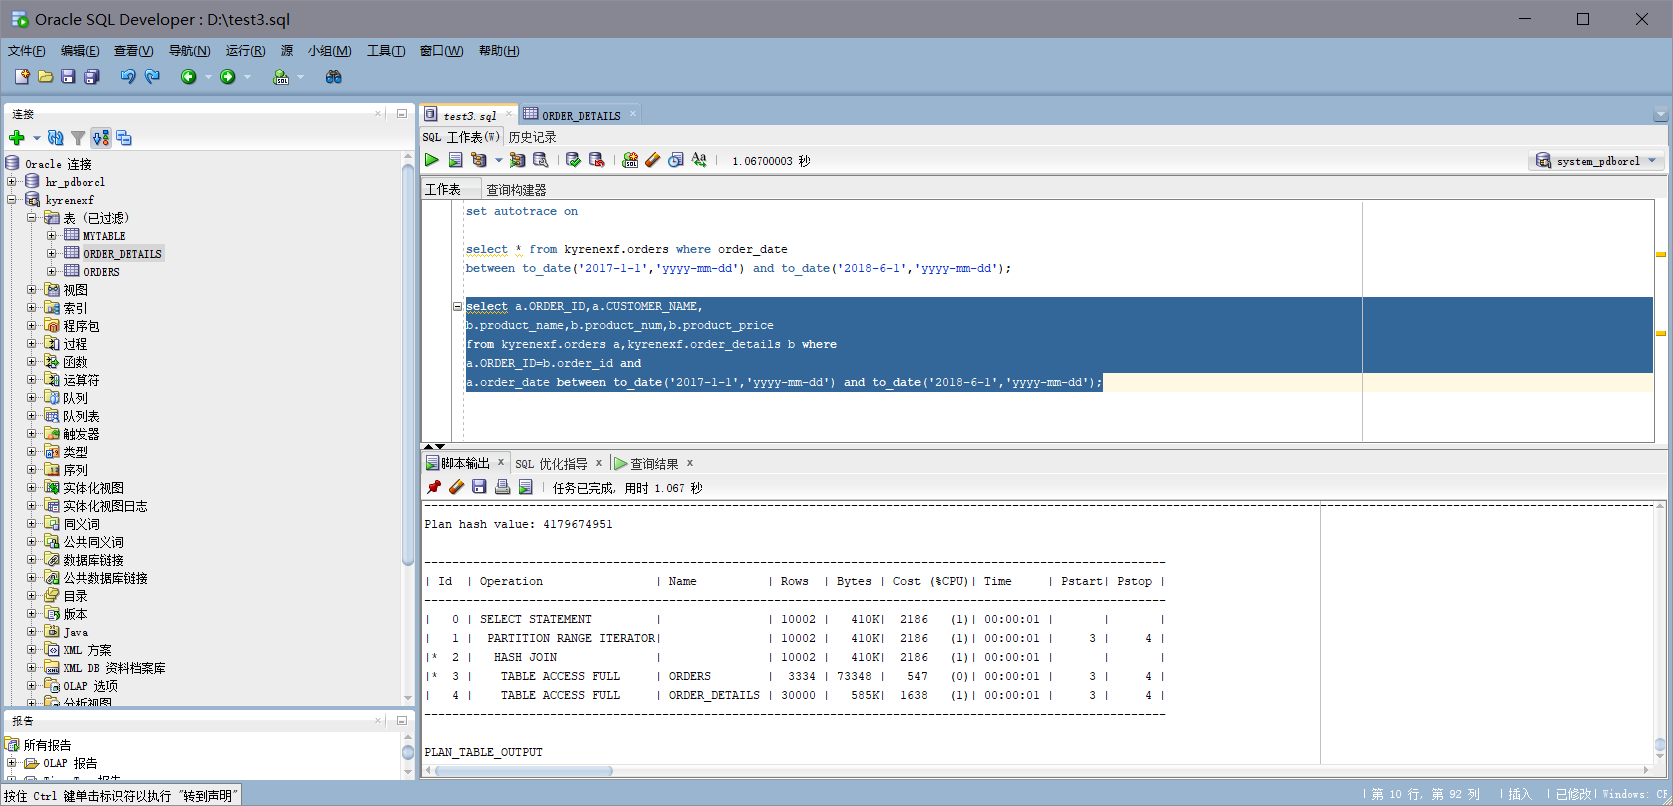 Oracle SQL Developer : D:\test3.sql
文件(F) 编辑(E) 查看(V) 导航(N) 运行(R) 源 小组(M) 工具(T) 窗口(W) 帮助(H)
连接
Oracle 连接
hr_pdborcl
kyrenexf
表 (已过滤)
MYTABLE
ORDER_DETAILS
ORDERS
视图
索引
程序包
过程
函数
运算符
队列
队列表
触发器
类型
序列
实体化视图
实体化视图日志
同义词
公共同义词
数据库链接
公共数据库链接
目录
版本
Java
XML 方案
XML DB 资料档案库
OLAP 选项
分析视图
报告
所有报告
OLAP 报告
按住 Ctrl 键单击标识符以执行 "转到声明"
test3.sql ORDER_DETAILS
SQL 工作表(W) 历史记录
1.06700003 秒 system_pdborcl
工作表 查询构建器
set autotrace on
select * from kyrenexf.orders where order_date
between to_date('2017-1-1','yyyy-mm-dd') and to_date('2018-6-1','yyyy-mm-dd');
select a.ORDER_ID,a.CUSTOMER_NAME,
b.product_name,b.product_num,b.product_price
from kyrenexf.orders a,kyrenexf.order_details b where
a.ORDER_ID=b.order_id and
a.order_date between to_date('2017-1-1','yyyy-mm-dd') and to_date('2018-6-1','yyyy-mm-dd');
脚本输出 x SQL 优化指导 x 查询结果 x
任务已完成, 用时 1.067 秒
Plan hash value: 4179674951
| Id | Operation | Name | Rows | Bytes | Cost (%CPU)| Time | Pstart| Pstop |
| 0 | SELECT STATEMENT | | 10002 | 410K| 2186 (1)| 00:00:01 | | |
| 1 | PARTITION RANGE ITERATOR| | 10002 | 410K| 2186 (1)| 00:00:01 | 3 | 4 |
|* 2 | HASH JOIN | | 10002 | 410K| 2186 (1)| 00:00:01 | | |
|* 3 | TABLE ACCESS FULL | ORDERS | 3334 | 73348 | 547 (0)| 00:00:01 | 3 | 4 |
| 4 | TABLE ACCESS FULL | ORDER_DETAILS | 30000 | 585K| 1638 (1)| 00:00:01 | 3 | 4 |
PLAN_TABLE_OUTPUT
第 10 行, 第 92 列 | 插入 | 已修改| Windows: CF